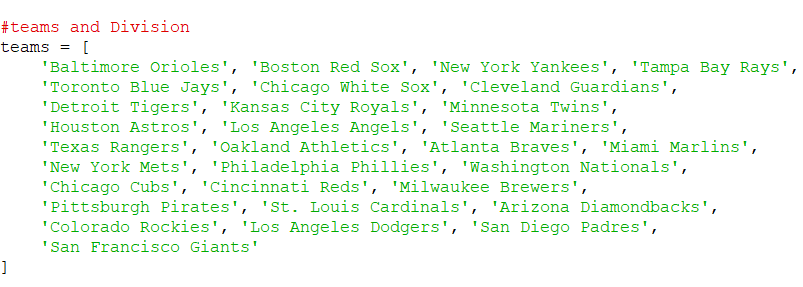 #teams and Division
teams = [
    'Baltimore Orioles', 'Boston Red Sox', 'New York Yankees', 'Tampa Bay Rays',
    'Toronto Blue Jays', 'Chicago White Sox', 'Cleveland Guardians',
    'Detroit Tigers', 'Kansas City Royals', 'Minnesota Twins',
    'Houston Astros', 'Los Angeles Angels', 'Seattle Mariners',
    'Texas Rangers', 'Oakland Athletics', 'Atlanta Braves', 'Miami Marlins',
    'New York Mets', 'Philadelphia Phillies', 'Washington Nationals',
    'Chicago Cubs', 'Cincinnati Reds', 'Milwaukee Brewers',
    'Pittsburgh Pirates', 'St. Louis Cardinals', 'Arizona Diamondbacks',
    'Colorado Rockies', 'Los Angeles Dodgers', 'San Diego Padres',
    'San Francisco Giants'
]